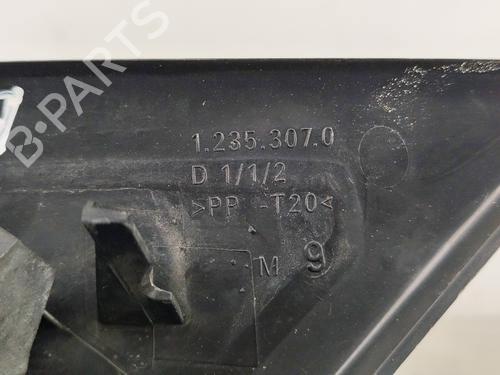 B-PARTS
1.235.307.0
D 1/1/2
>PP -T20<
M 9